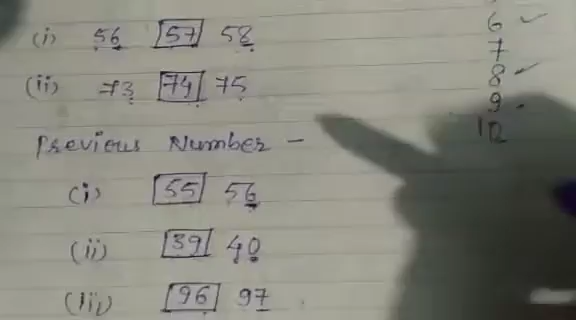 (i) 56 57 58
(ii) 73 74 75
Previous Number -
(i) 55 56
(ii) 39 40
(iii) 96 97
6 ✓
7
8 ✓
9
10